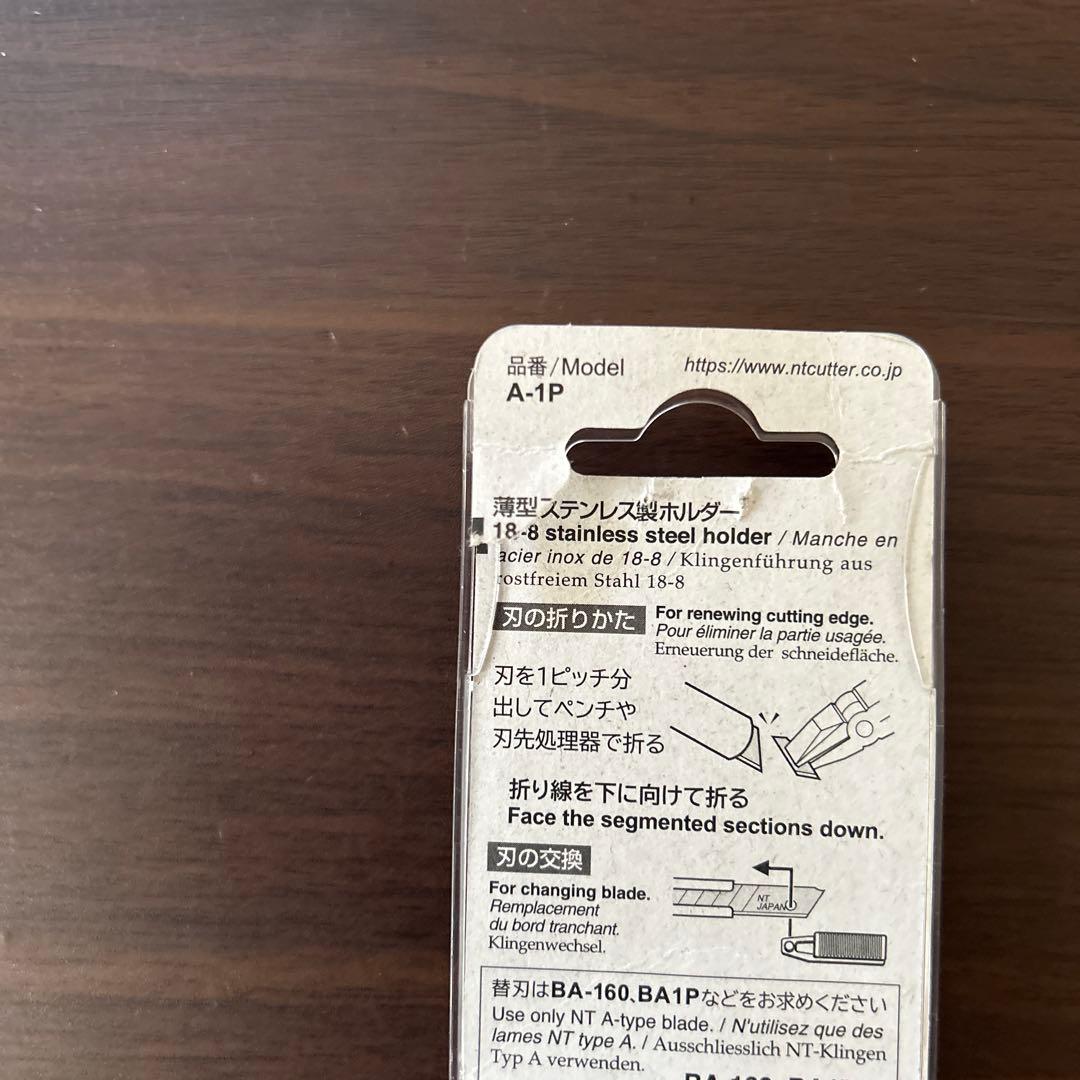 品番/Model
https://www.ntcutter.co.jp
A-1P
薄型ステンレス製ホルダー
18-8 stainless steel holder / Manche en
acier inox de 18-8 / Klingenführung aus
rostfreiem Stahl 18-8
刃の折りかた
For renewing cutting edge.
Pour éliminer la partie usagée.
Erneuerung der schneidefläche.
刃を1ピッチ分
出してペンチや
刃先処理器で折る
折り線を下に向けて折る
Face the segmented sections down.
刃の交換
For changing blade.
Remplacement
du bord tranchant.
Klingenwechsel.
NT
JAPAN
替刃はBA-160、BA1Pなどをお求めください
Use only NT A-type blade. / N'utilisez que des
lames NT type A. / Ausschliesslich NT-Klingen
Typ A verwenden.